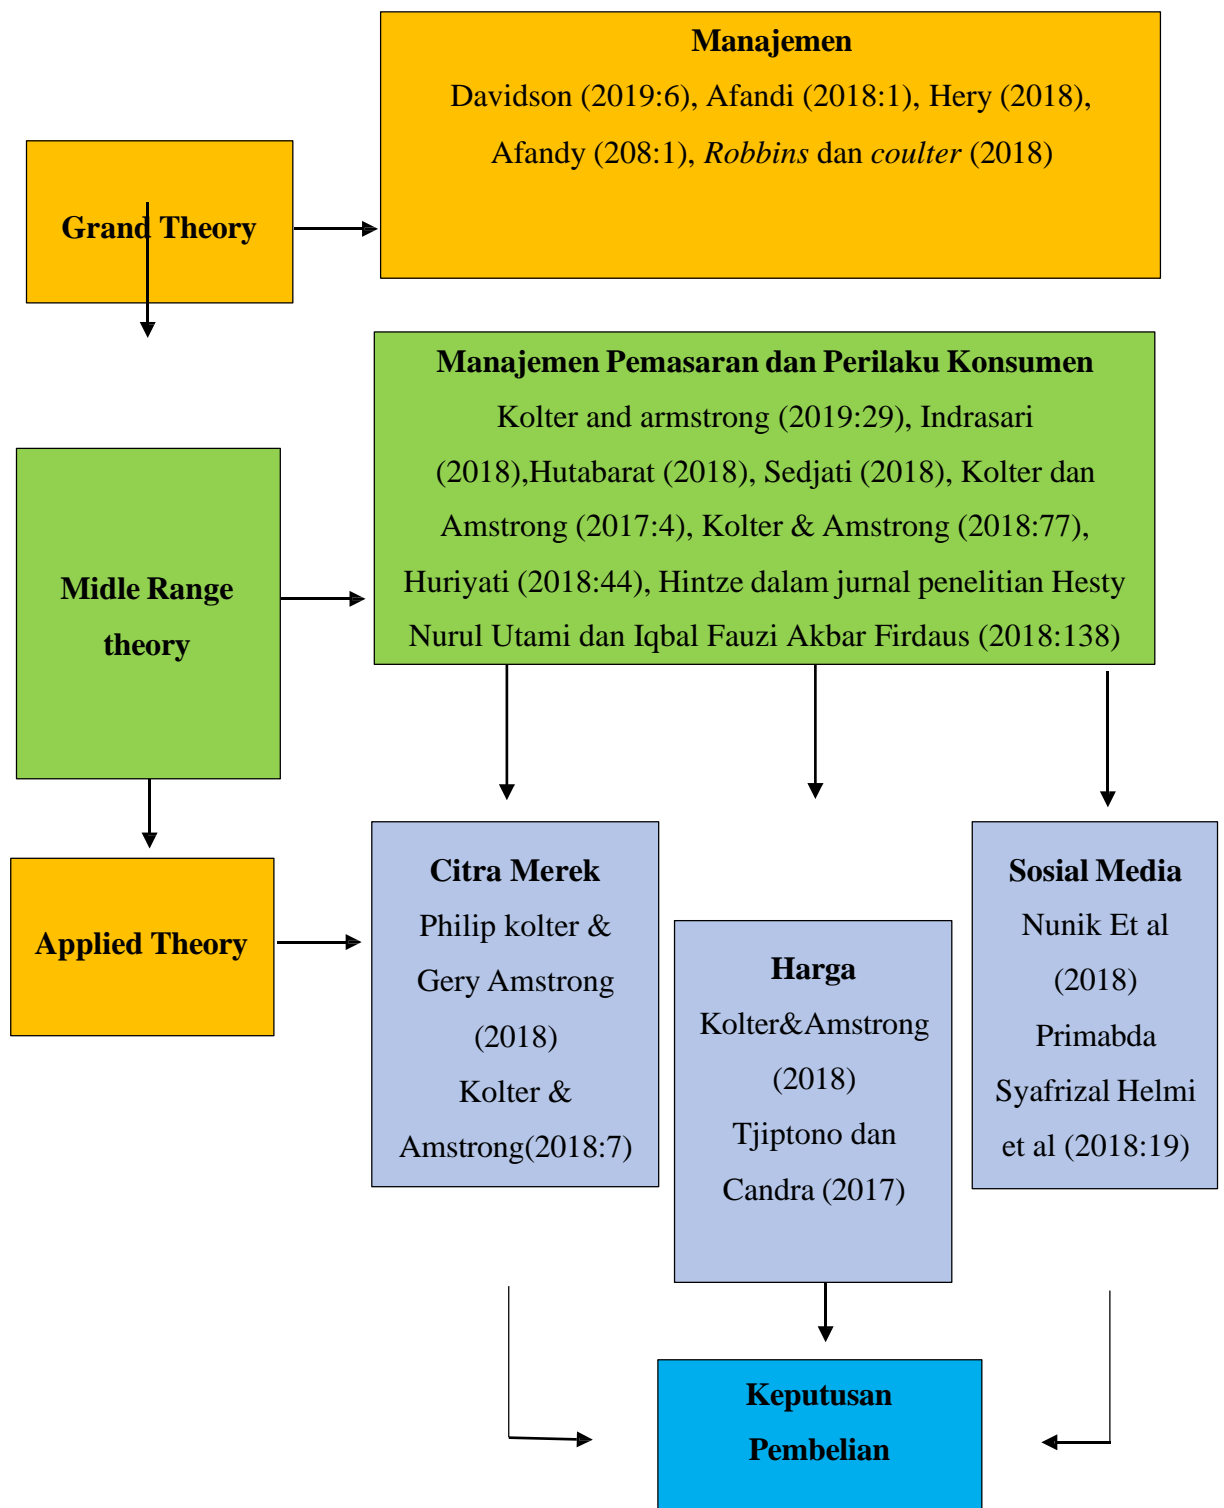 Manajemen
Davidson (2019:6), Afandi (2018:1), Hery (2018),
Afandy (208:1), Robbins dan coulter (2018)
Grand Theory
Manajemen Pemasaran dan Perilaku Konsumen
Kolter and armstrong (2019:29), Indrasari
(2018),Hutabarat (2018), Sedjati (2018), Kolter dan
Amstrong (2017:4), Kolter & Amstrong (2018:77),
Huriyati (2018:44), Hintze dalam jurnal penelitian Hesty
Nurul Utami dan Iqbal Fauzi Akbar Firdaus (2018:138)
Midle Range
theory
Applied Theory
Citra Merek
Philip kolter &
Gery Amstrong
(2018)
Kolter &
Amstrong(2018:7)
Harga
Kolter&Amstrong
(2018)
Tjiptono dan
Candra (2017)
Sosial Media
Nunik Et al
(2018)
Primabda
Syafrizal Helmi
et al (2018:19)
Keputusan
Pembelian